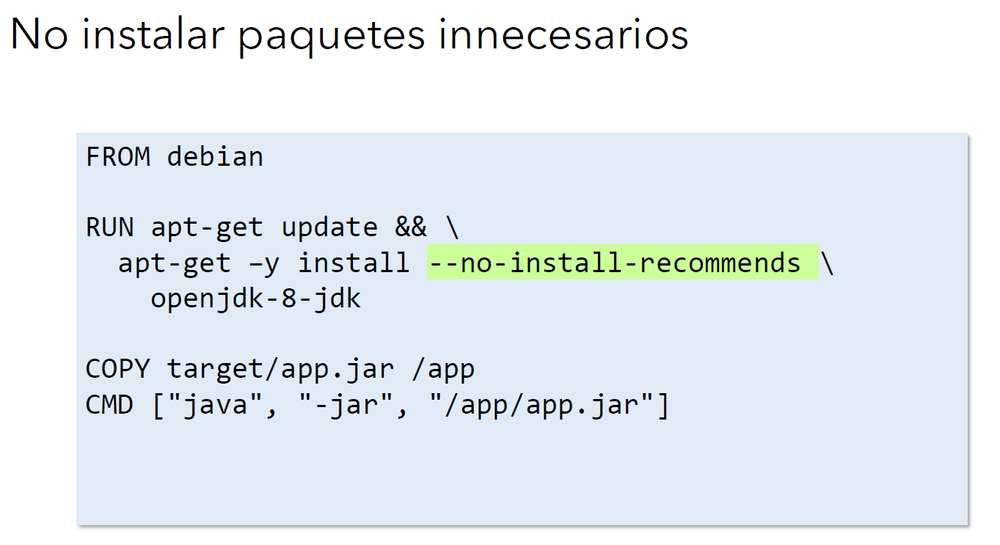 No instalar paquetes innecesarios
FROM debian
RUN apt-get update && \
apt-get –y install --no-install-recommends \
openjdk-8-jdk
COPY target/app.jar /app
CMD ["java", "-jar", "/app/app.jar"]